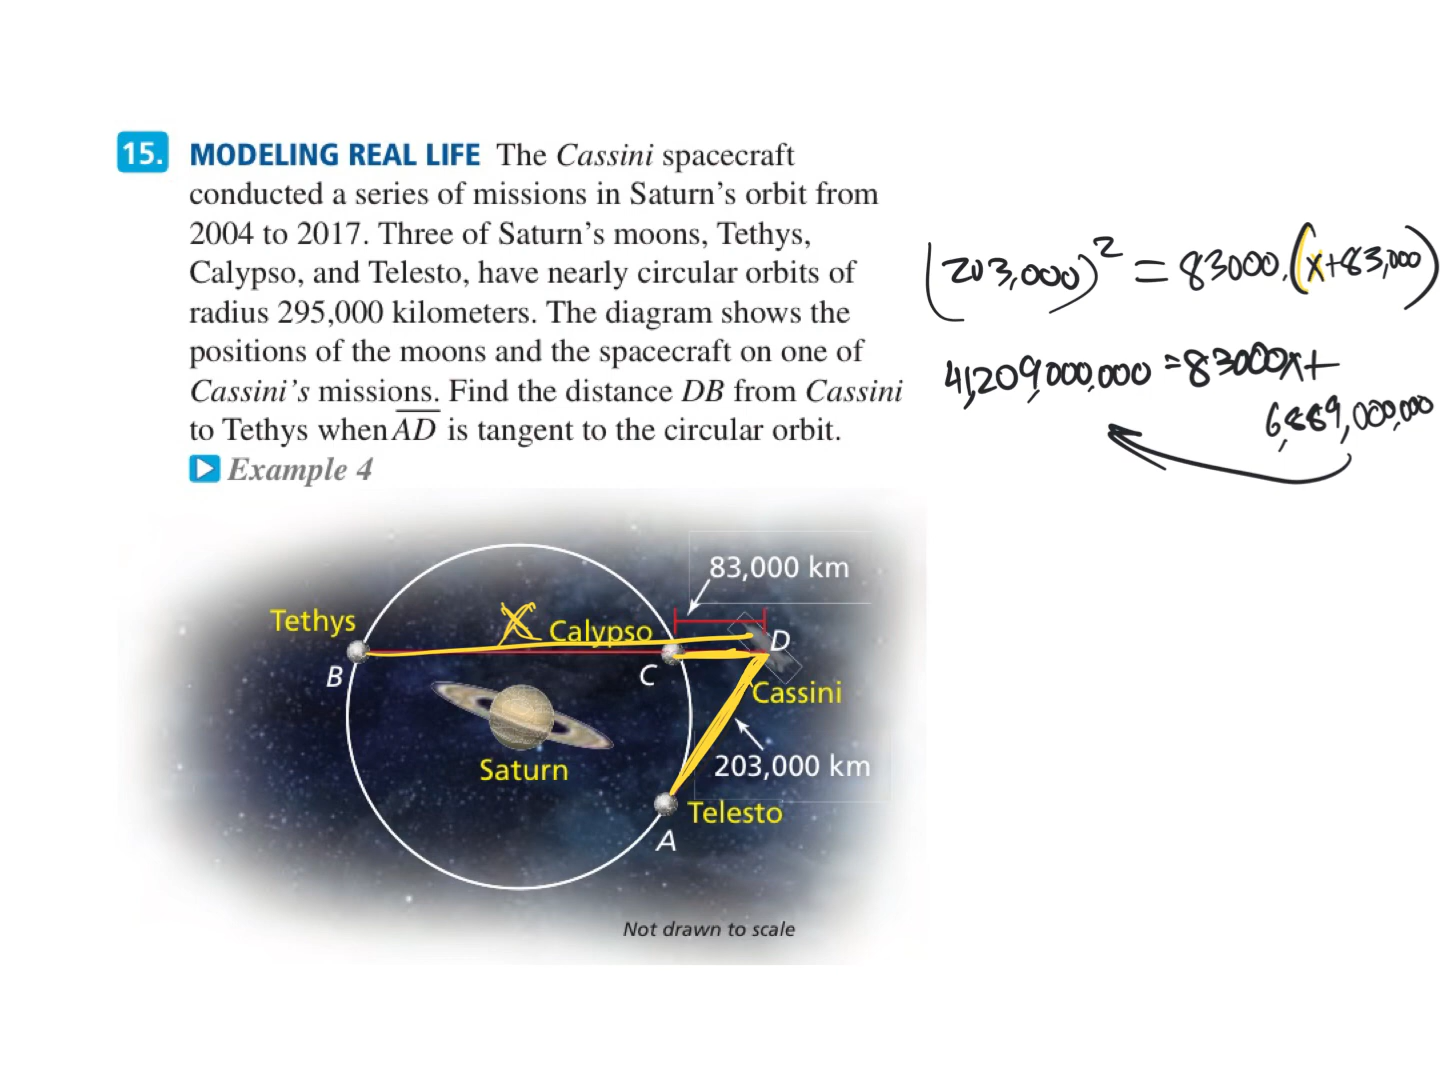 15. MODELING REAL LIFE The Cassini spacecraft
conducted a series of missions in Saturn's orbit from
2004 to 2017. Three of Saturn's moons, Tethys,
Calypso, and Telesto, have nearly circular orbits of
radius 295,000 kilometers. The diagram shows the
positions of the moons and the spacecraft on one of
Cassini's missions. Find the distance DB from Cassini
to Tethys when A̅D̅ is tangent to the circular orbit.
Example 4
(203,000)² = 83000.(x+83,000)
41,209,000,000 = 83000x+
6,889,000,000
83,000 km
Tethys
X
Calypso
D
B
C
Cassini
Saturn
203,000 km
Telesto
A
Not drawn to scale